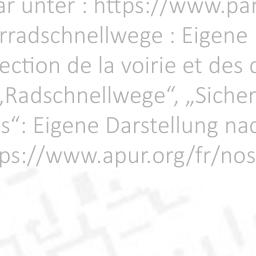 ar unter : https://www.par
rradschnellwege : Eigene
ection de la voirie et des d
„Radschnellwege“, „Sicher
s“: Eigene Darstellung nac
ps://www.apur.org/fr/nos